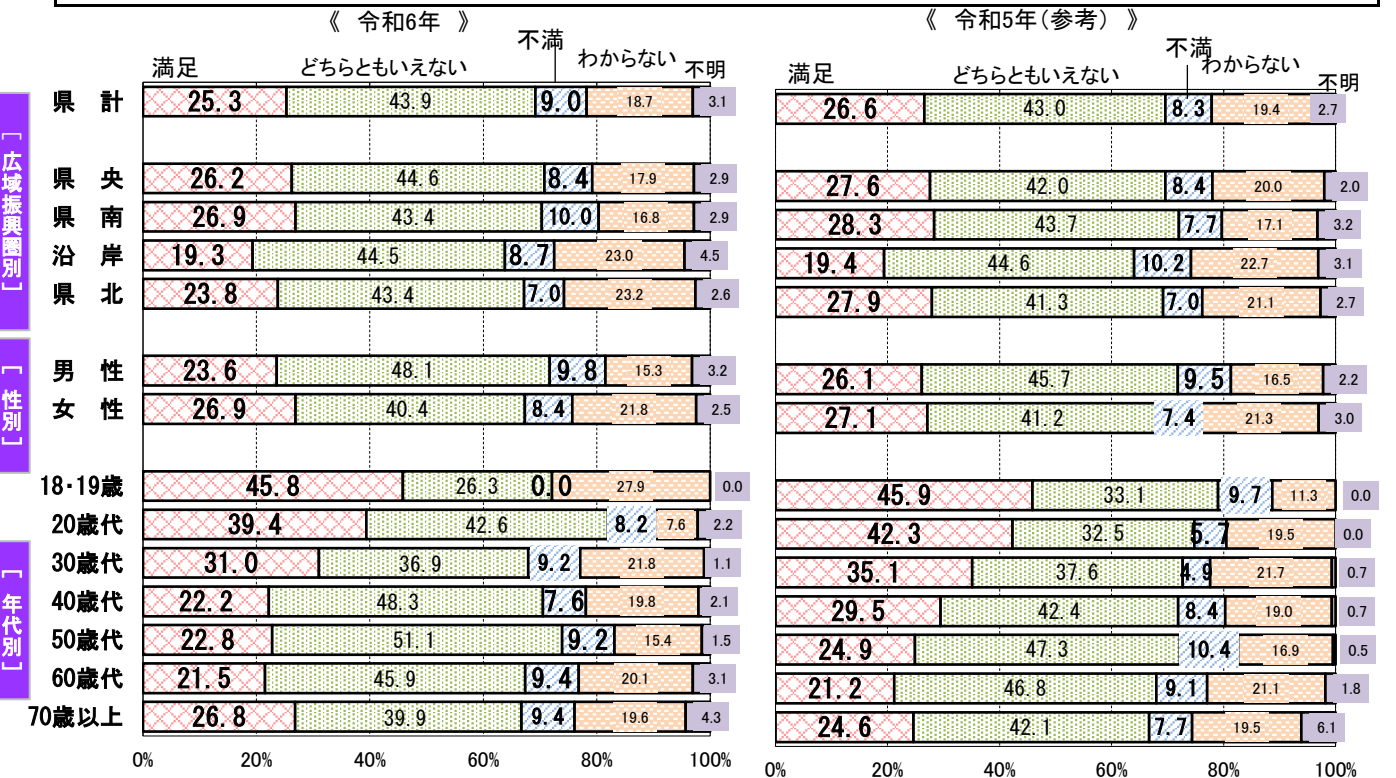 《　令和6年　》
《　令和5年（参考）　》
満足 どちらともいえない 不満 わからない 不明
満足 どちらともいえない 不満 わからない 不明
県　計 25.3 43.9 9.0 18.7 3.1 26.6 43.0 8.3 19.4 2.7
［広域振興圏別］
県　央 26.2 44.6 8.4 17.9 2.9 27.6 42.0 8.4 20.0 2.0
県　南 26.9 43.4 10.0 16.8 2.9 28.3 43.7 7.7 17.1 3.2
沿　岸 19.3 44.5 8.7 23.0 4.5 19.4 44.6 10.2 22.7 3.1
県　北 23.8 43.4 7.0 23.2 2.6 27.9 41.3 7.0 21.1 2.7
［性別］
男　性 23.6 48.1 9.8 15.3 3.2 26.1 45.7 9.5 16.5 2.2
女　性 26.9 40.4 8.4 21.8 2.5 27.1 41.2 7.4 21.3 3.0
［年代別］
18・19歳 45.8 26.3 0.0 27.9 0.0 45.9 33.1 9.7 11.3 0.0
20歳代 39.4 42.6 8.2 7.6 2.2 42.3 32.5 5.7 19.5 0.0
30歳代 31.0 36.9 9.2 21.8 1.1 35.1 37.6 4.9 21.7 0.7
40歳代 22.2 48.3 7.6 19.8 2.1 29.5 42.4 8.4 19.0 0.7
50歳代 22.8 51.1 9.2 15.4 1.5 24.9 47.3 10.4 16.9 0.5
60歳代 21.5 45.9 9.4 20.1 3.1 21.2 46.8 9.1 21.1 1.8
70歳以上 26.8 39.9 9.4 19.6 4.3 24.6 42.1 7.7 19.5 6.1
0% 20% 40% 60% 80% 100%
0% 20% 40% 60% 80% 100%